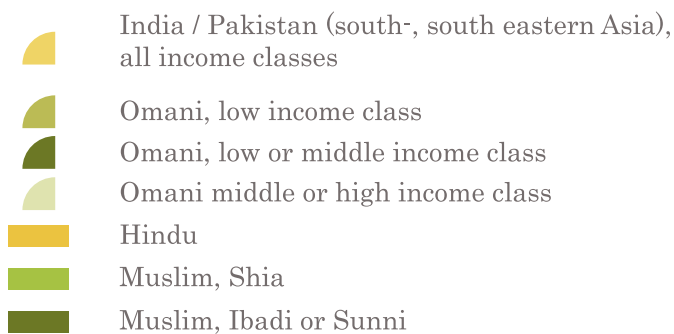 India / Pakistan (south-, south eastern Asia),
all income classes
Omani, low income class
Omani, low or middle income class
Omani middle or high income class
Hindu
Muslim, Shia
Muslim, Ibadi or Sunni